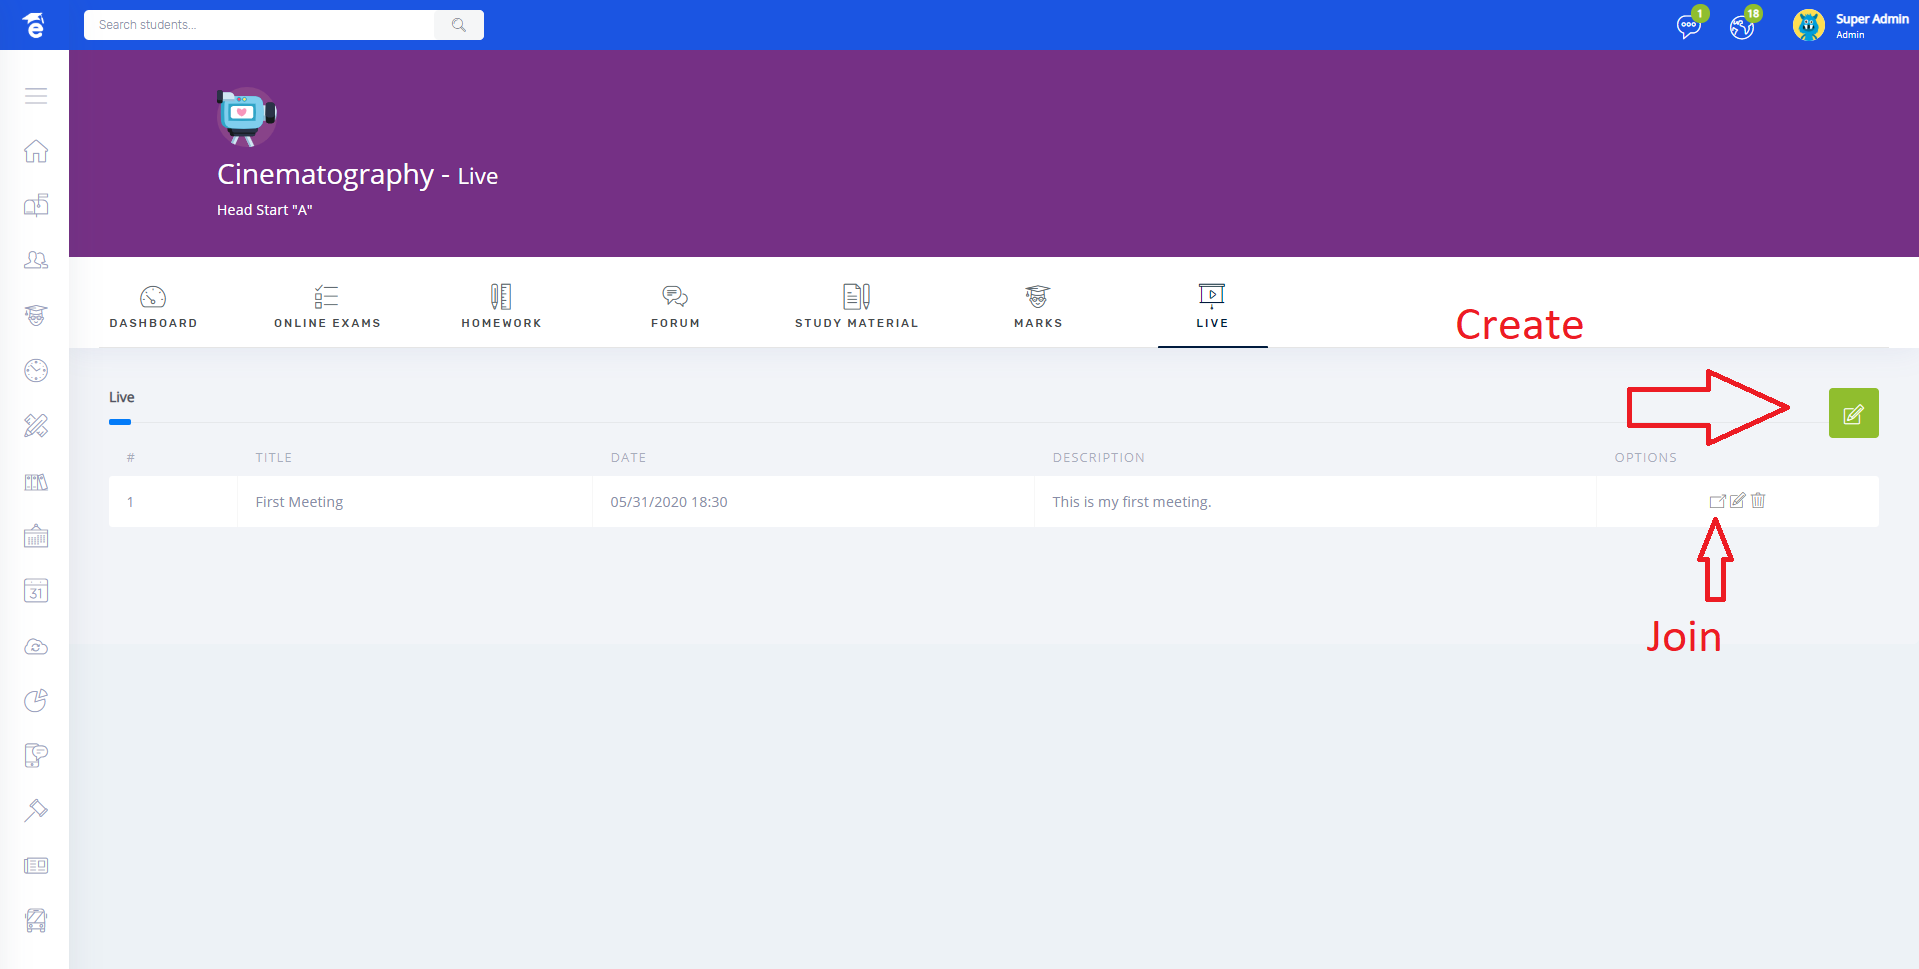 e
Search students...
1
18
Super Admin
Admin
Cinematography - Live
Head Start "A"
DASHBOARD
ONLINE EXAMS
HOMEWORK
FORUM
STUDY MATERIAL
MARKS
LIVE
Create
Live
# TITLE DATE DESCRIPTION OPTIONS
1 First Meeting 05/31/2020 18:30 This is my first meeting.
31
Join